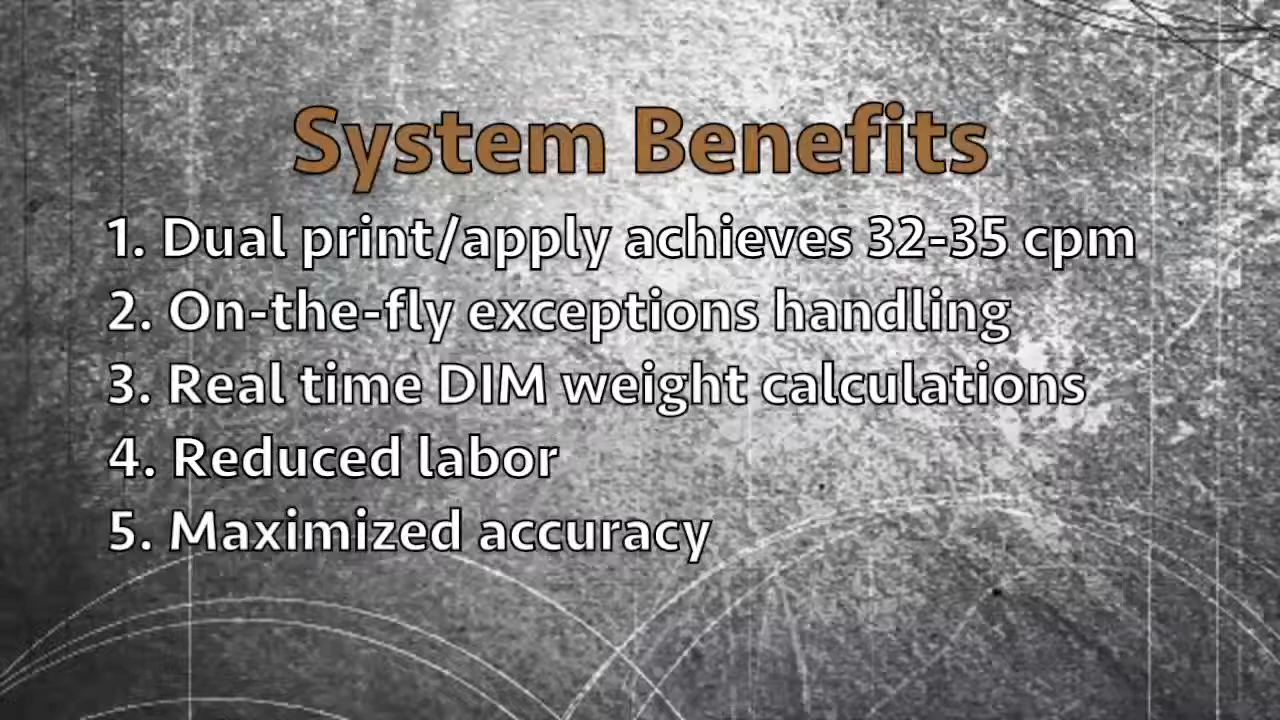 System Benefits
1. Dual print/apply achieves 32-35 cpm
2. On-the-fly exceptions handling
3. Real time DIM weight calculations
4. Reduced labor
5. Maximized accuracy